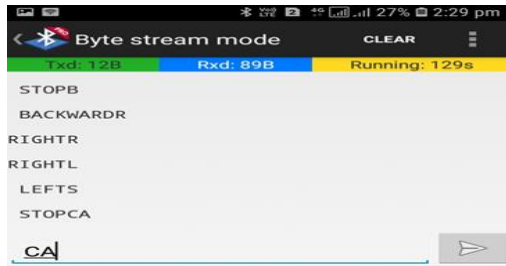 27% 2:29 pm
Byte stream mode CLEAR
Txd: 12B Rxd: 89B Running: 129s
STOPB
BACKWARDR
RIGHTR
RIGHTL
LEFTS
STOPCA
CA